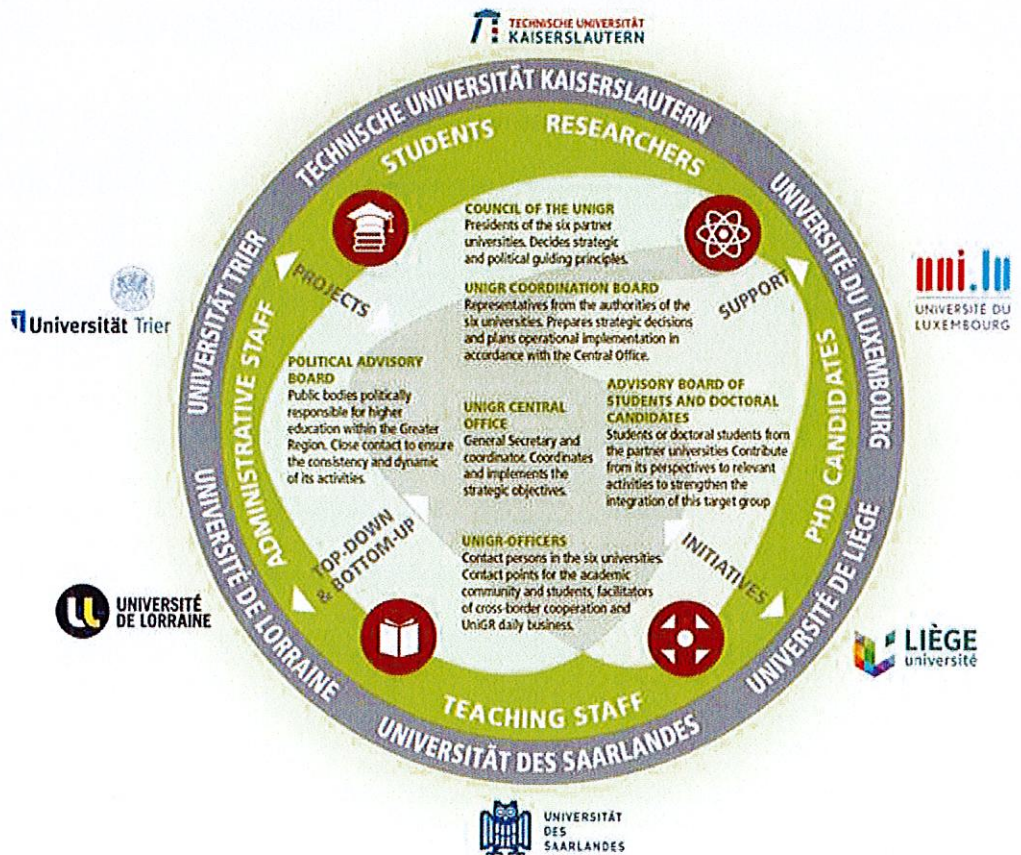 TECHNISCHE UNIVERSITÄT
KAISERSLAUTERN
TECHNISCHE UNIVERSITÄT KAISERSLAUTERN
UNIVERSITÉ DU LUXEMBOURG
UNIVERSITÉ DE LIÈGE
UNIVERSITÄT DES SAARLANDES
UNIVERSITÉ DE LORRAINE
UNIVERSITÄT TRIER
STUDENTS
RESEARCHERS
PHD CANDIDATES
TEACHING STAFF
ADMINISTRATIVE STAFF
PROJECTS
SUPPORT
COUNCIL OF THE UNIGR
Presidents of the six partner
universities. Decides strategic
and political guiding principles.
UNIGR COORDINATION BOARD
Representatives from the authorities of the
six universities. Prepares strategic decisions
and plans operational implementation in
accordance with the Central Office.
POLITICAL ADVISORY
BOARD
Public bodies politically
responsible for higher
education within the Greater
Region. Close contact to ensure
the consistency and dynamic
of its activities.
UNIGR CENTRAL
OFFICE
General Secretary and
coordinator. Coordinates
and implements the
strategic objectives.
ADVISORY BOARD OF
STUDENTS AND DOCTORAL
CANDIDATES
Students or doctoral students from
the partner universities Contribute
from its perspectives to relevant
activities to strengthen the
integration of this target group
TOP-DOWN
& BOTTOM-UP
INITIATIVES
UNIGR-OFFICERS
Contact persons in the six universities.
Contact points for the academic
community and students, facilitators
of cross-border cooperation and
UniGR daily business.
Universität Trier
uni.lu
UNIVERSITÉ DU
LUXEMBOURG
UNIVERSITÉ
DE LORRAINE
LIÈGE
université
UNIVERSITÄT
DES
SAARLANDES